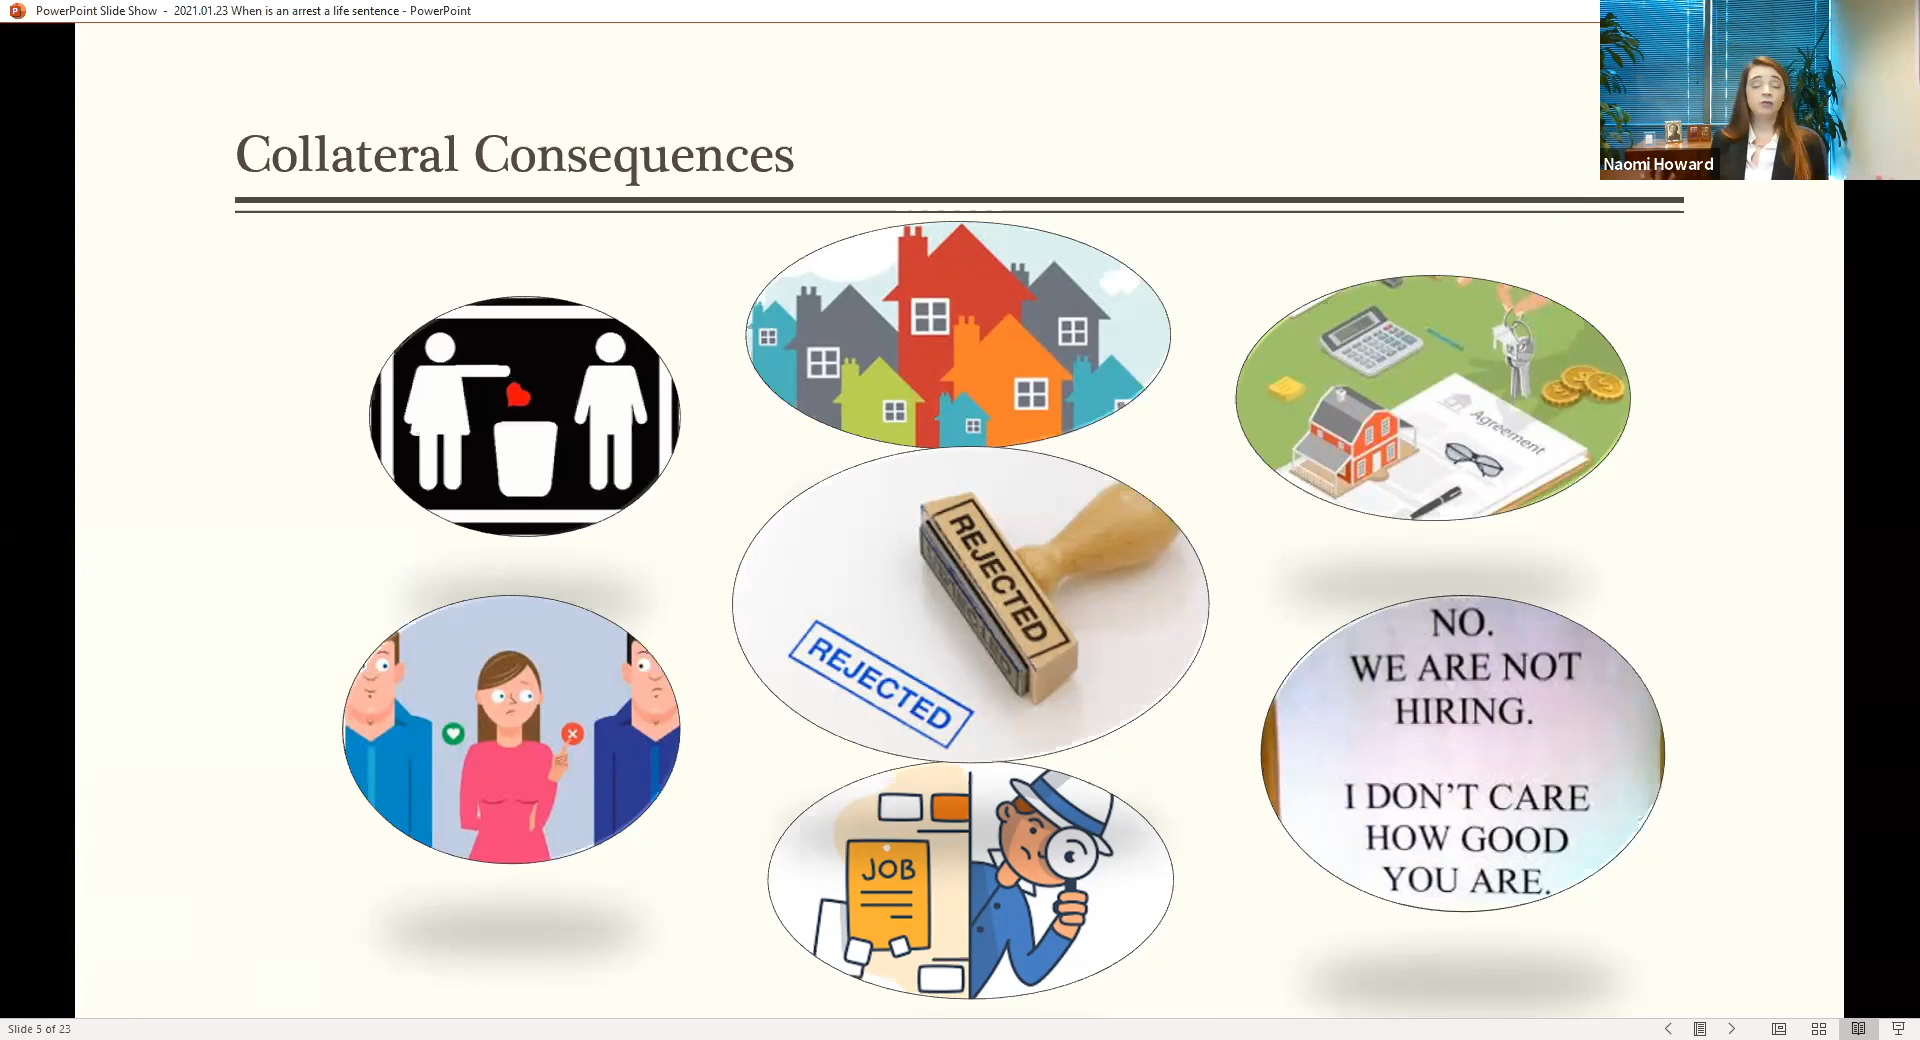 PowerPoint Slide Show - 2021.01.23 When is an arrest a life sentence - PowerPoint
Naomi Howard
Collateral Consequences
Agreement
REJECTED
REJECTED
NO.
WE ARE NOT
HIRING.
I DON'T CARE
HOW GOOD
YOU ARE.
JOB
Slide 5 of 23